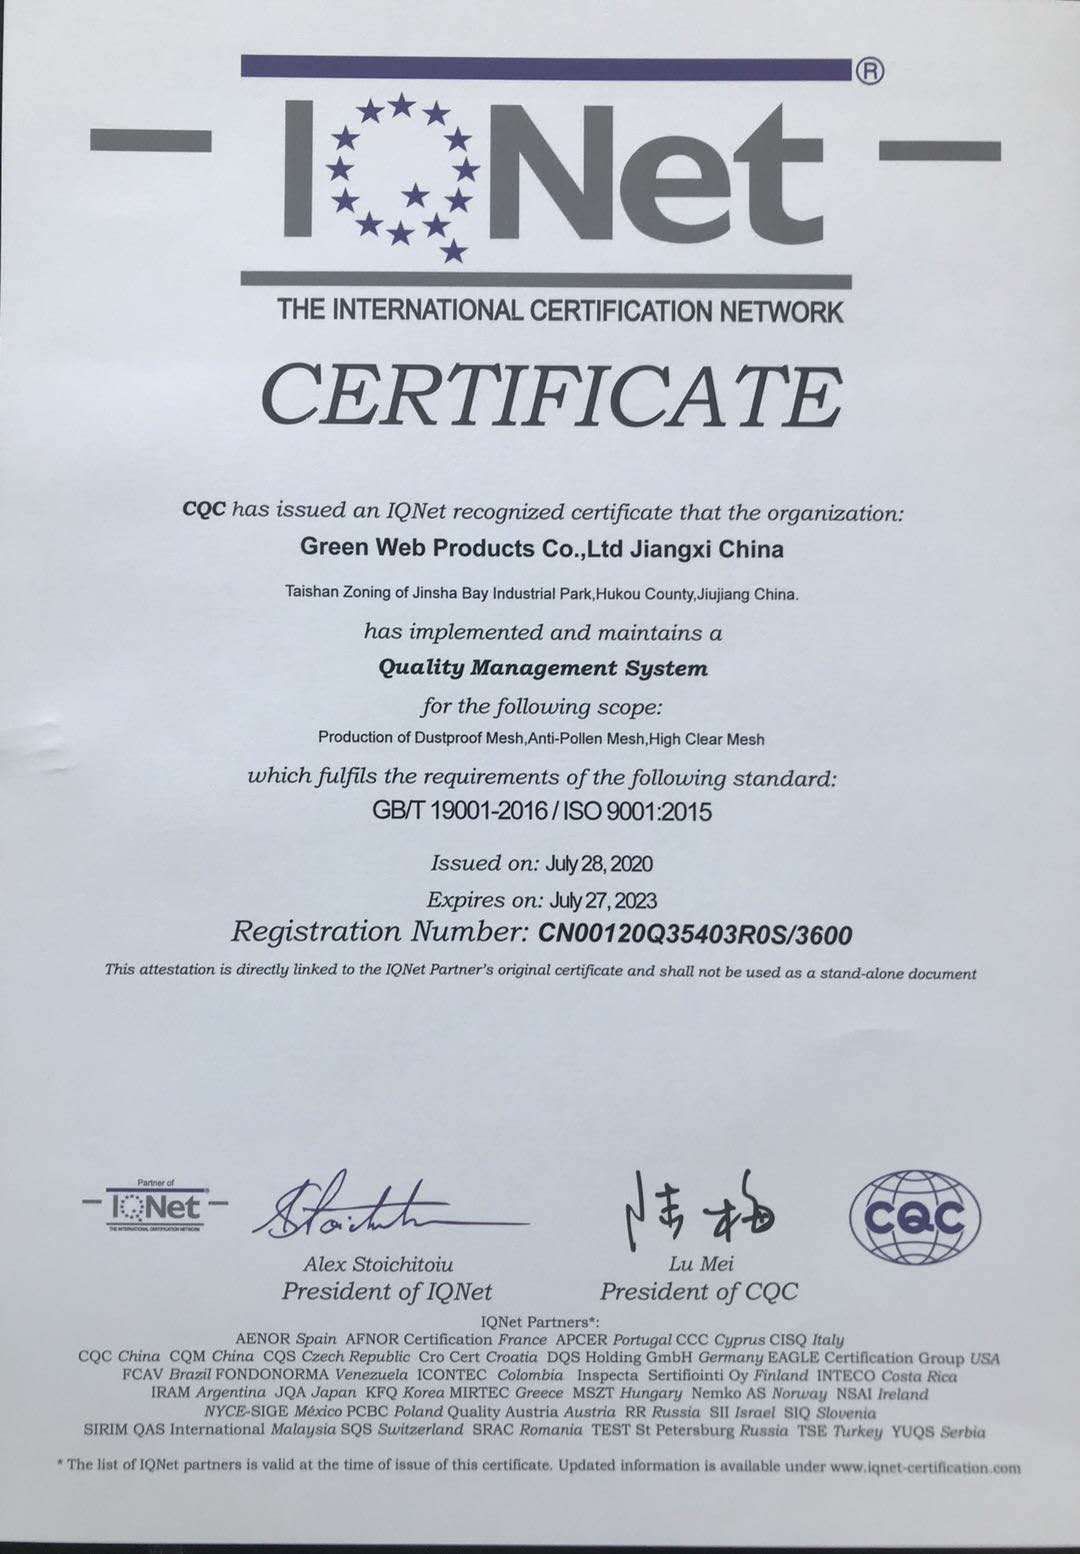 IQNet®
THE INTERNATIONAL CERTIFICATION NETWORK
CERTIFICATE
CQC has issued an IQNet recognized certificate that the organization:
Green Web Products Co.,Ltd Jiangxi China
Taishan Zoning of Jinsha Bay Industrial Park,Hukou County,Jiujiang China.
has implemented and maintains a
Quality Management System
for the following scope:
Production of Dustproof Mesh,Anti-Pollen Mesh,High Clear Mesh
which fulfils the requirements of the following standard:
GB/T 19001-2016 / ISO 9001:2015
Issued on: July 28, 2020
Expires on: July 27, 2023
Registration Number: CN00120Q35403R0S/3600
This attestation is directly linked to the IQNet Partner's original certificate and shall not be used as a stand-alone document
Partner of
IQNet
THE INTERNATIONAL CERTIFICATION NETWORK
Stoichitoiu
陆梅
CQC
Alex Stoichitoiu
President of IQNet
Lu Mei
President of CQC
IQNet Partners*:
AENOR Spain AFNOR Certification France APCER Portugal CCC Cyprus CISQ Italy
CQC China CQM China CQS Czech Republic Cro Cert Croatia DQS Holding GmbH Germany EAGLE Certification Group USA
FCAV Brazil FONDONORMA Venezuela ICONTEC Colombia Inspecta Sertifiointi Oy Finland INTECO Costa Rica
IRAM Argentina JQA Japan KFQ Korea MIRTEC Greece MSZT Hungary Nemko AS Norway NSAI Ireland
NYCE-SIGE México PCBC Poland Quality Austria Austria RR Russia SII Israel SIQ Slovenia
SIRIM QAS International Malaysia SQS Switzerland SRAC Romania TEST St Petersburg Russia TSE Turkey YUQS Serbia
* The list of IQNet partners is valid at the time of issue of this certificate. Updated information is available under www.iqnet-certification.com